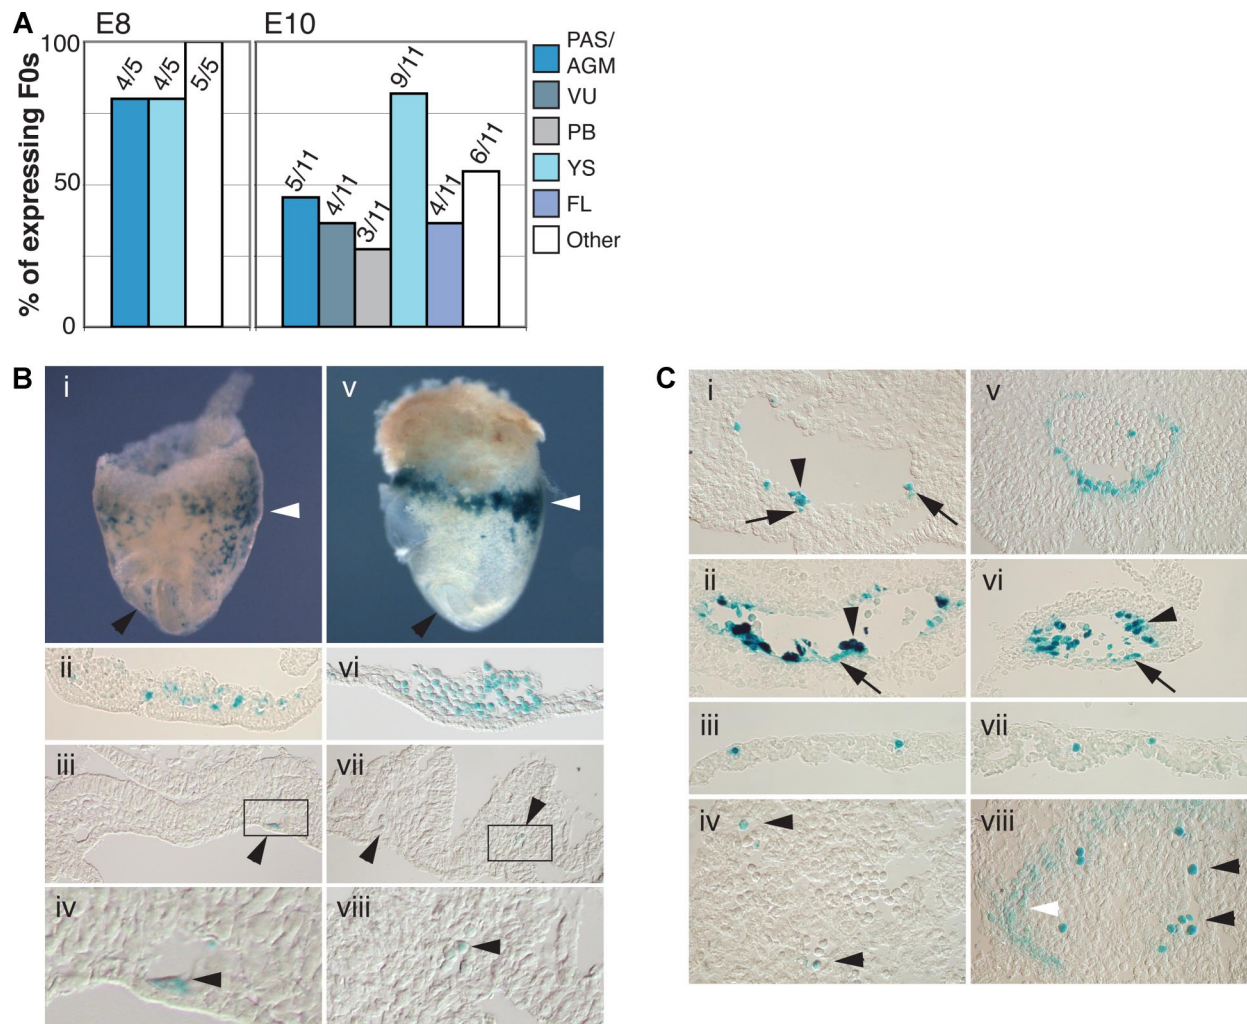 A
E8
E10
% of expressing F0s
100
50
0
4/5
4/5
5/5
5/11
4/11
3/11
9/11
4/11
6/11
PAS/
AGM
VU
PB
YS
FL
Other
B
i
v
ii
vi
iii
vii
iv
viii
C
i
v
ii
vi
iii
vii
iv
viii